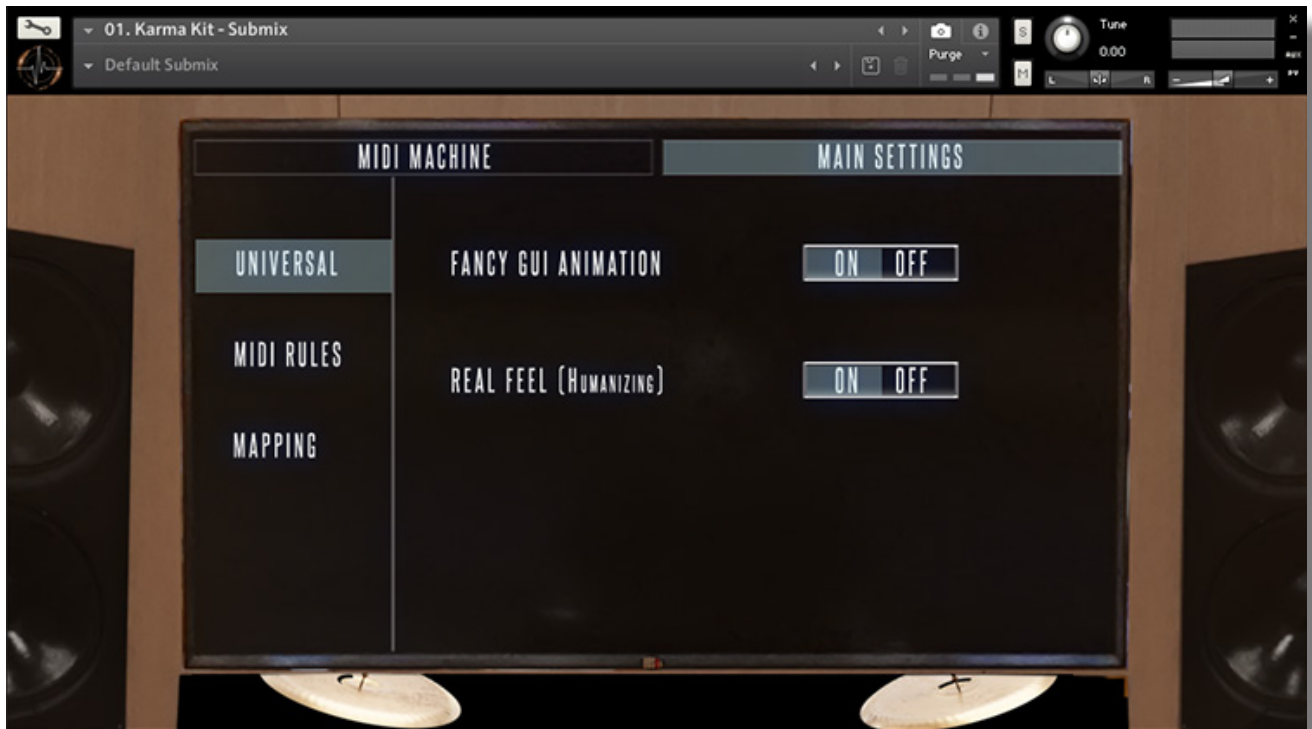 01. Karma Kit - Submix
Default Submix
Purge
S
M
Tune
0.00
L R
- +
AUX
PV
MIDI MACHINE
MAIN SETTINGS
UNIVERSAL
FANCY GUI ANIMATION
ON OFF
MIDI RULES
REAL FEEL (HUMANIZING)
ON OFF
MAPPING